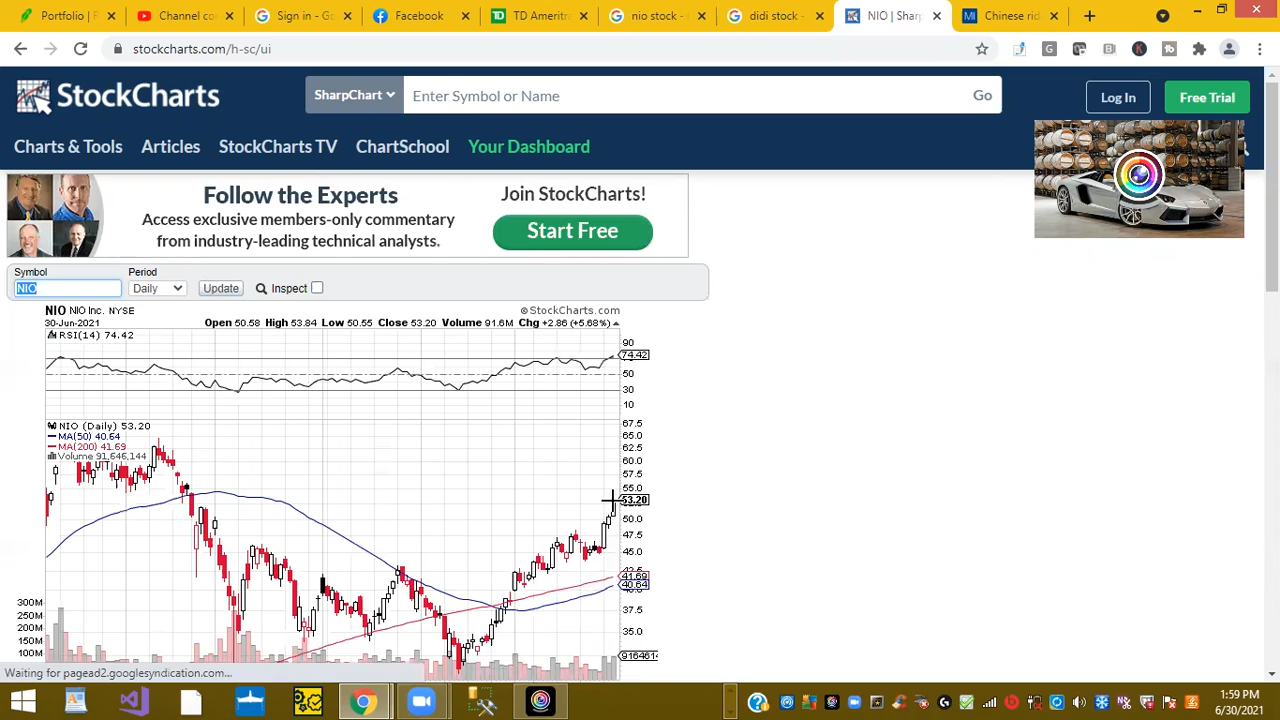 Portfolio |
Channel co
Sign in - Go
Facebook
TD Ameritr
nio stock -
didi stock -
NIO | Sharp
Chinese rid
stockcharts.com/h-sc/ui
StockCharts
SharpChart
Enter Symbol or Name
Go
Log In
Free Trial
Charts & Tools
Articles
StockCharts TV
ChartSchool
Your Dashboard
Follow the Experts
Access exclusive members-only commentary
from industry-leading technical analysts.
Join StockCharts!
Start Free
Symbol
Period
NIO
Daily
Update
Inspect
NIO NIO Inc. NYSE
© StockCharts.com
30-Jun-2021
Open 50.58 High 53.84 Low 50.55 Close 53.20 Volume 91.6M Chg +2.86 (+5.68%)
RSI(14) 74.42
90
74.42
50
30
10
NIO (Daily) 53.20
MA(50) 40.64
MA(200) 41.69
Volume 91,646,144
67.5
65.0
62.5
60.0
57.5
55.0
53.20
50.0
47.5
45.0
41.69
40.64
37.5
35.0
300M
250M
200M
150M
100M
9164614
Waiting for pagead2.googlesyndication.com...
1:59 PM
6/30/2021